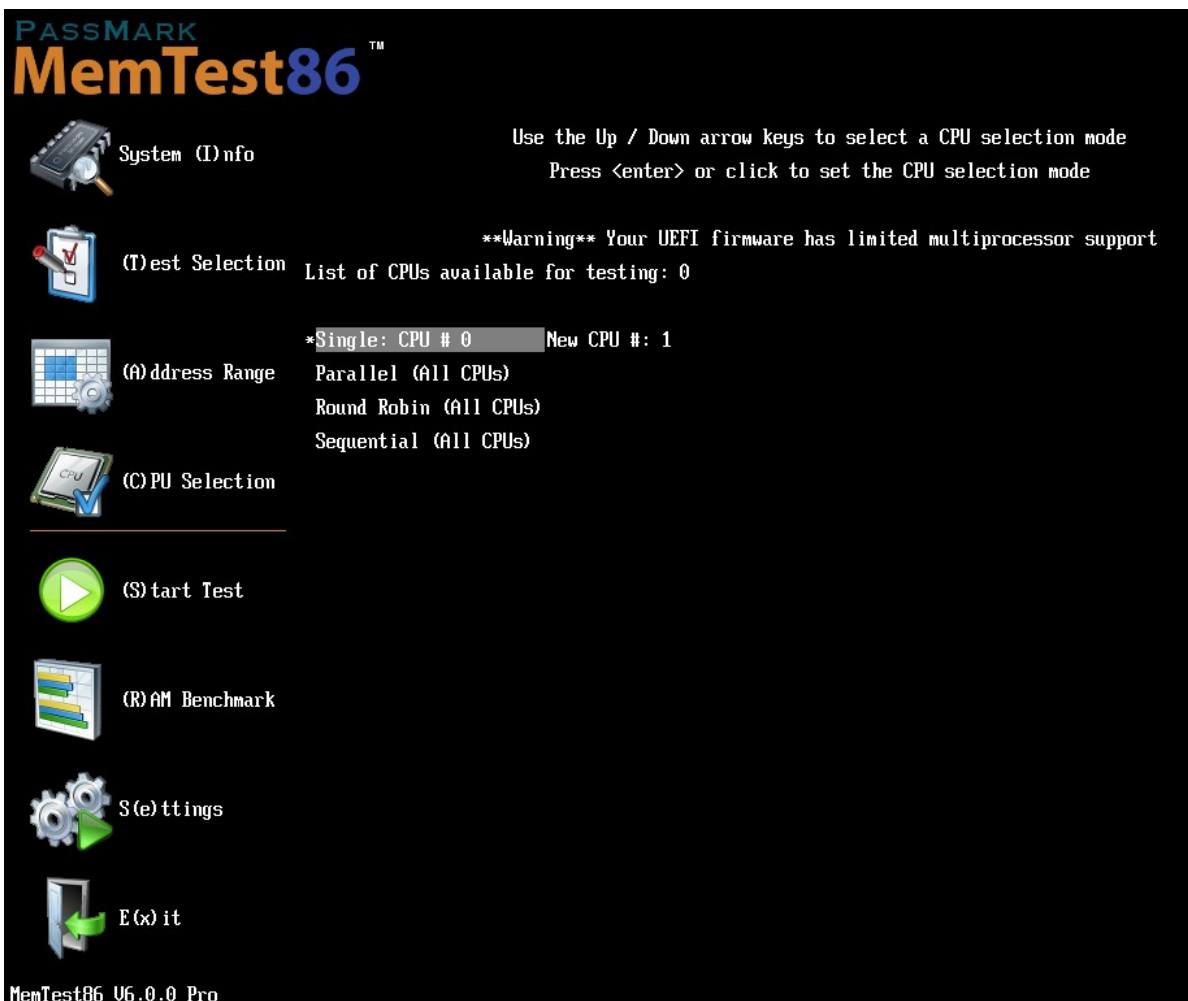 PASSMARK
MemTest86™
System (I)nfo
Use the Up / Down arrow keys to select a CPU selection mode
Press <enter> or click to set the CPU selection mode
**Warning** Your UEFI firmware has limited multiprocessor support
(T)est Selection
List of CPUs available for testing: 0
*Single: CPU # 0 New CPU #: 1
(A)ddress Range
Parallel (All CPUs)
Round Robin (All CPUs)
Sequential (All CPUs)
CPU
(C)PU Selection
(S)tart Test
(R)AM Benchmark
S(e)ttings
E(x)it
MemTest86 V6.0.0 Pro